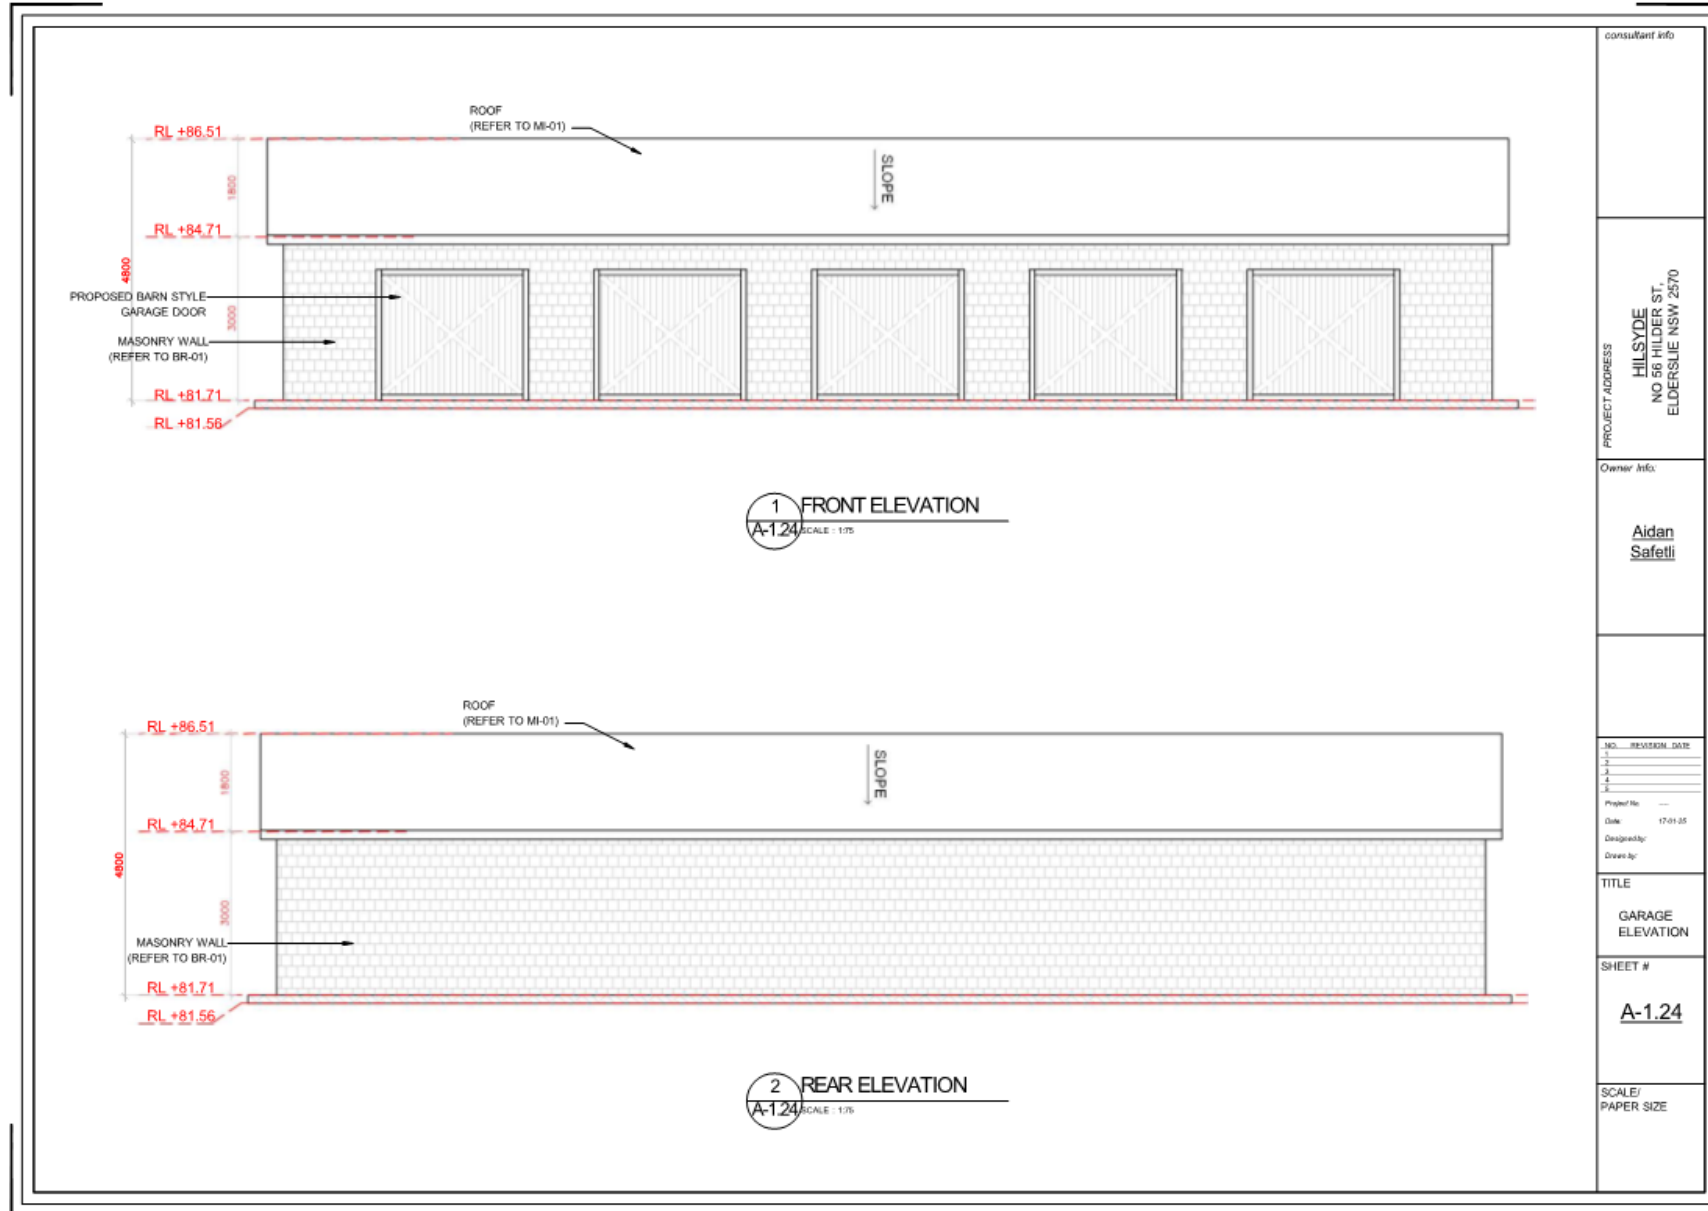 consultant info
ROOF
(REFER TO MI-01)
RL +86.51
SLOPE
1800
RL +84.71
4800
PROPOSED BARN STYLE
GARAGE DOOR
3000
MASONRY WALL
(REFER TO BR-01)
RL +81.71
RL +81.56
1
FRONT ELEVATION
A-1.24
SCALE : 1:75
PROJECT ADDRESS
HILSYDE
NO 56 HILDER ST,
ELDERSLIE NSW 2570
Owner Info:
Aidan
Safetli
ROOF
(REFER TO MI-01)
RL +86.51
SLOPE
1800
RL +84.71
4800
3000
MASONRY WALL
(REFER TO BR-01)
RL +81.71
RL +81.56
2
REAR ELEVATION
A-1.24
SCALE : 1:75
NO. REVISION DATE
1
2
3
4
5
Project No. ----
Date: 17-01-25
Designed by:
Drawn by:
TITLE
GARAGE
ELEVATION
SHEET #
A-1.24
SCALE/
PAPER SIZE